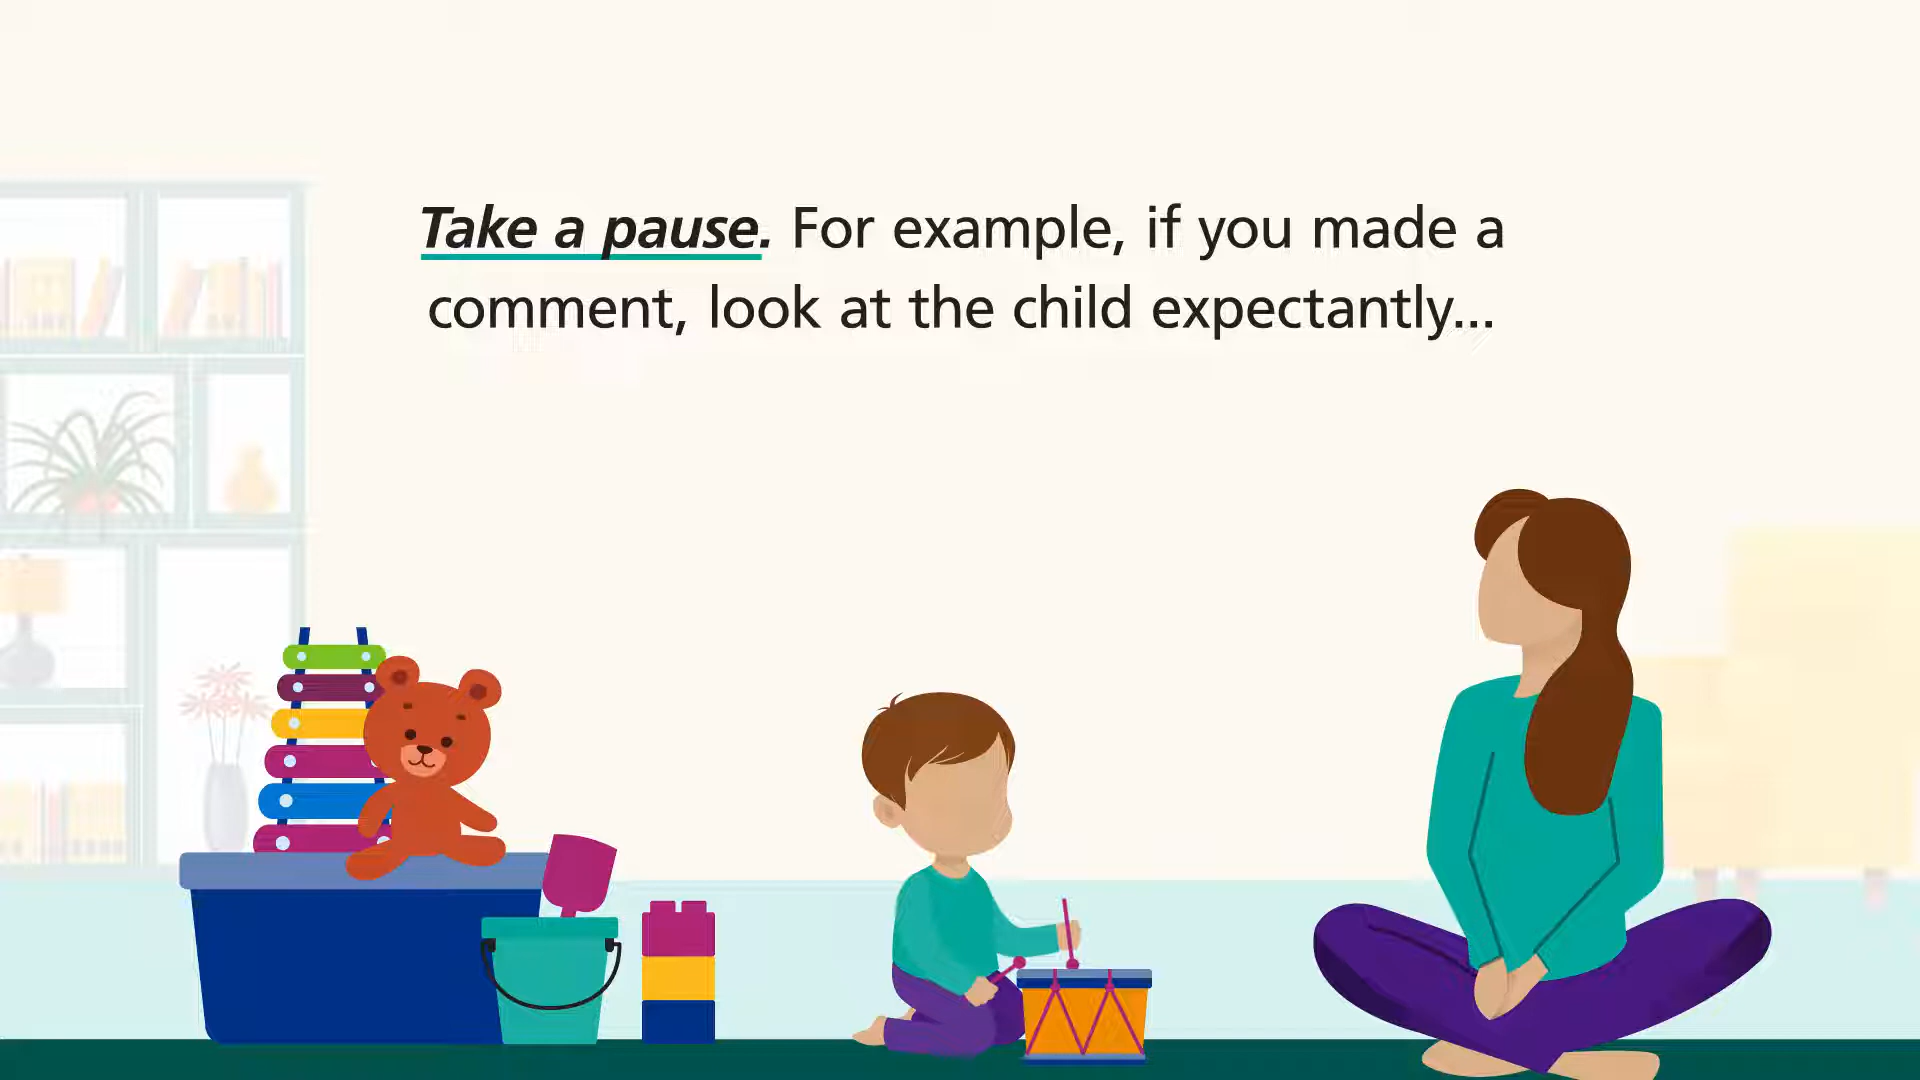 Take a pause. For example, if you made a
comment, look at the child expectantly...